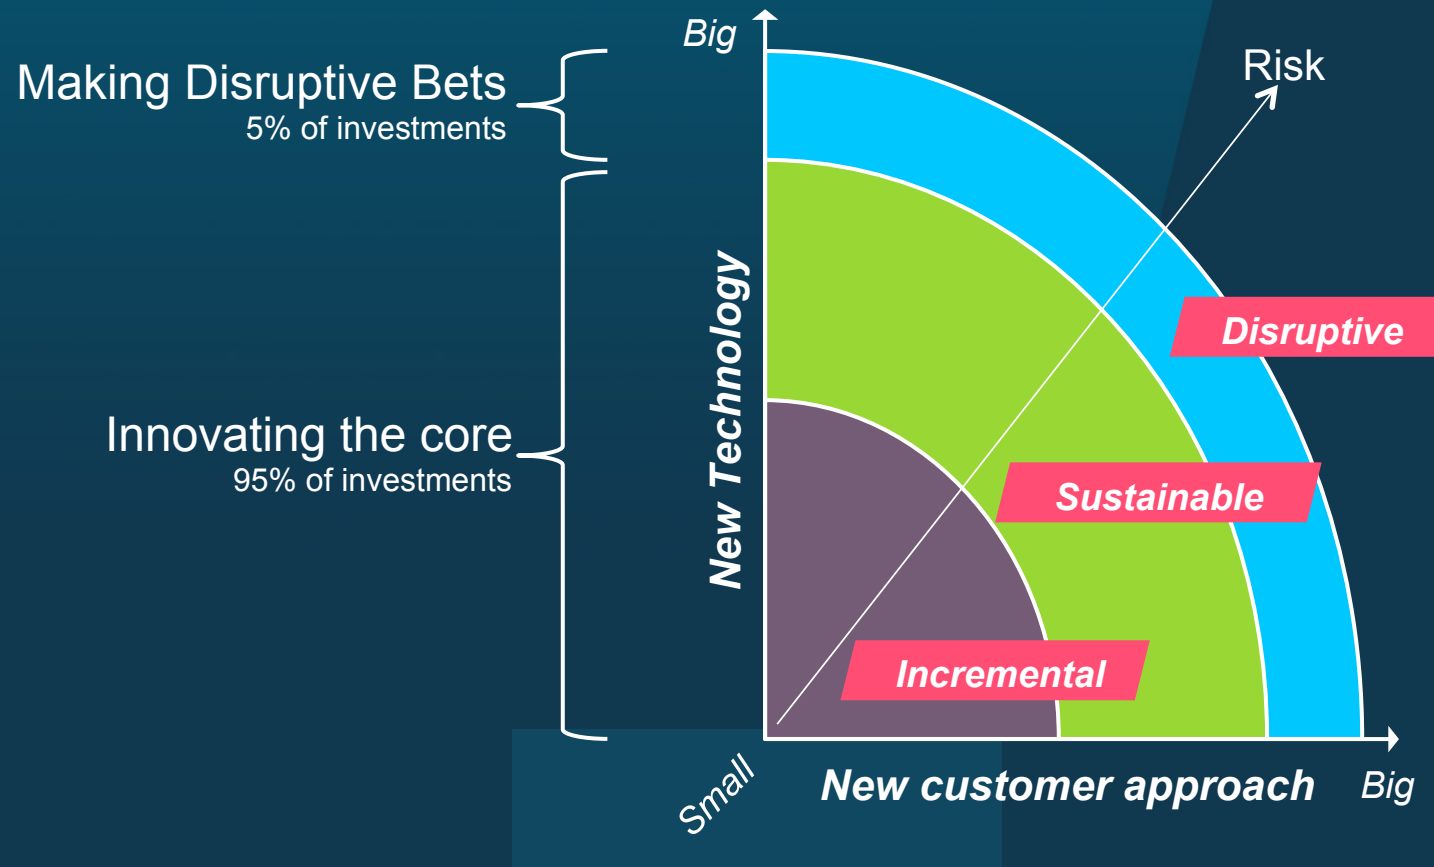 Big
Risk
Making Disruptive Bets
5% of investments
New Technology
Disruptive
Innovating the core
95% of investments
Sustainable
Incremental
Small
New customer approach
Big